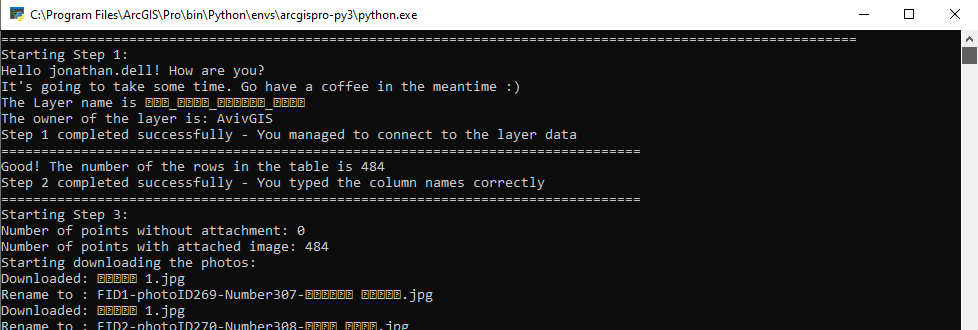 C:\Program Files\ArcGIS\Pro\bin\Python\envs\arcgispro-py3\python.exe
===========================================================================================================
Starting Step 1:
Hello jonathan.dell! How are you?
It's going to take some time. Go have a coffee in the meantime :)
The Layer name is
The owner of the layer is: AvivGIS
Step 1 completed successfully - You managed to connect to the layer data
================================================================================
Good! The number of the rows in the table is 484
Step 2 completed successfully - You typed the column names correctly
================================================================================
Starting Step 3:
Number of points without attachment: 0
Number of points with attached image: 484
Starting downloading the photos:
Downloaded: 1.jpg
Rename to : FID1-photoID269-Number307- .jpg
Downloaded: 1.jpg
Rename to : FID2-photoID270-Number308- .jpg